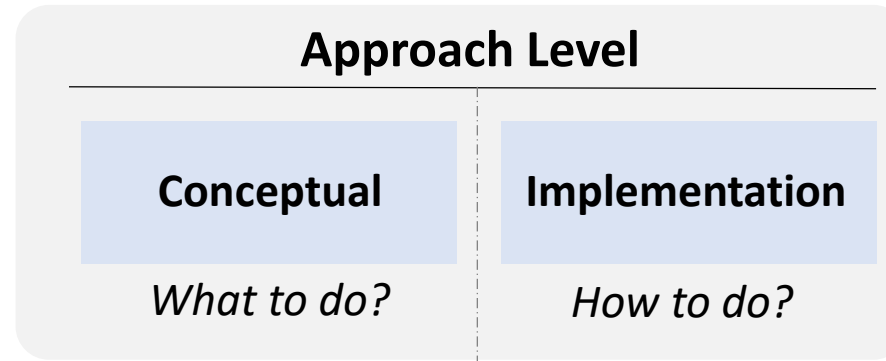 Approach Level
Conceptual
Implementation
What to do?
How to do?